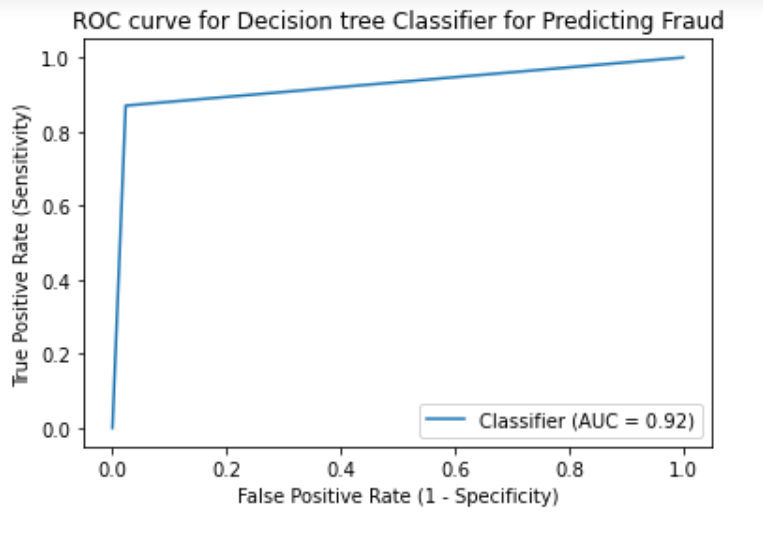 ROC curve for Decision tree Classifier for Predicting Fraud
True Positive Rate (Sensitivity)
1.0
0.8
0.6
0.4
0.2
0.0
Classifier (AUC = 0.92)
0.0 0.2 0.4 0.6 0.8 1.0
False Positive Rate (1 - Specificity)